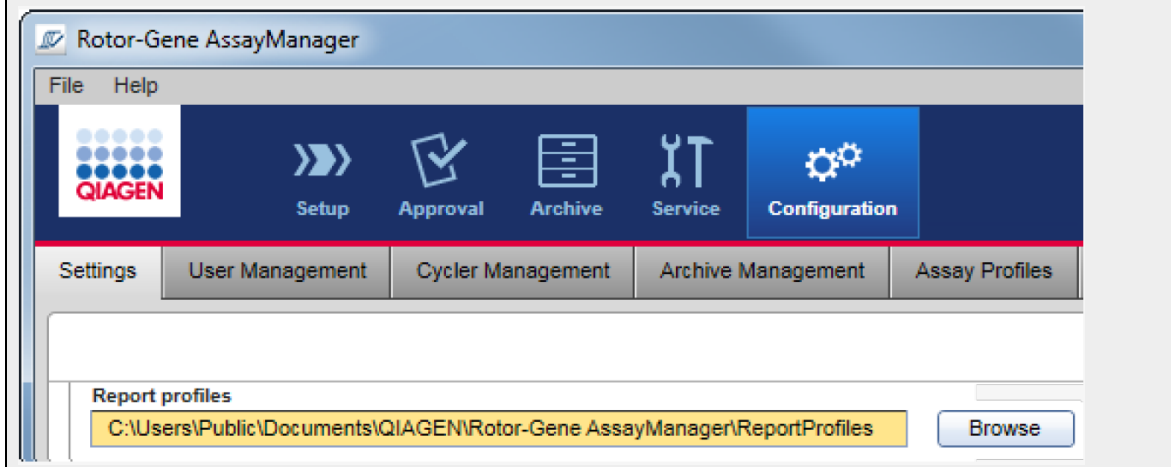 Rotor-Gene AssayManager
File Help
QIAGEN
Setup Approval Archive Service Configuration
Settings User Management Cycler Management Archive Management Assay Profiles
Report profiles
C:\Users\Public\Documents\QIAGEN\Rotor-Gene AssayManager\ReportProfiles Browse